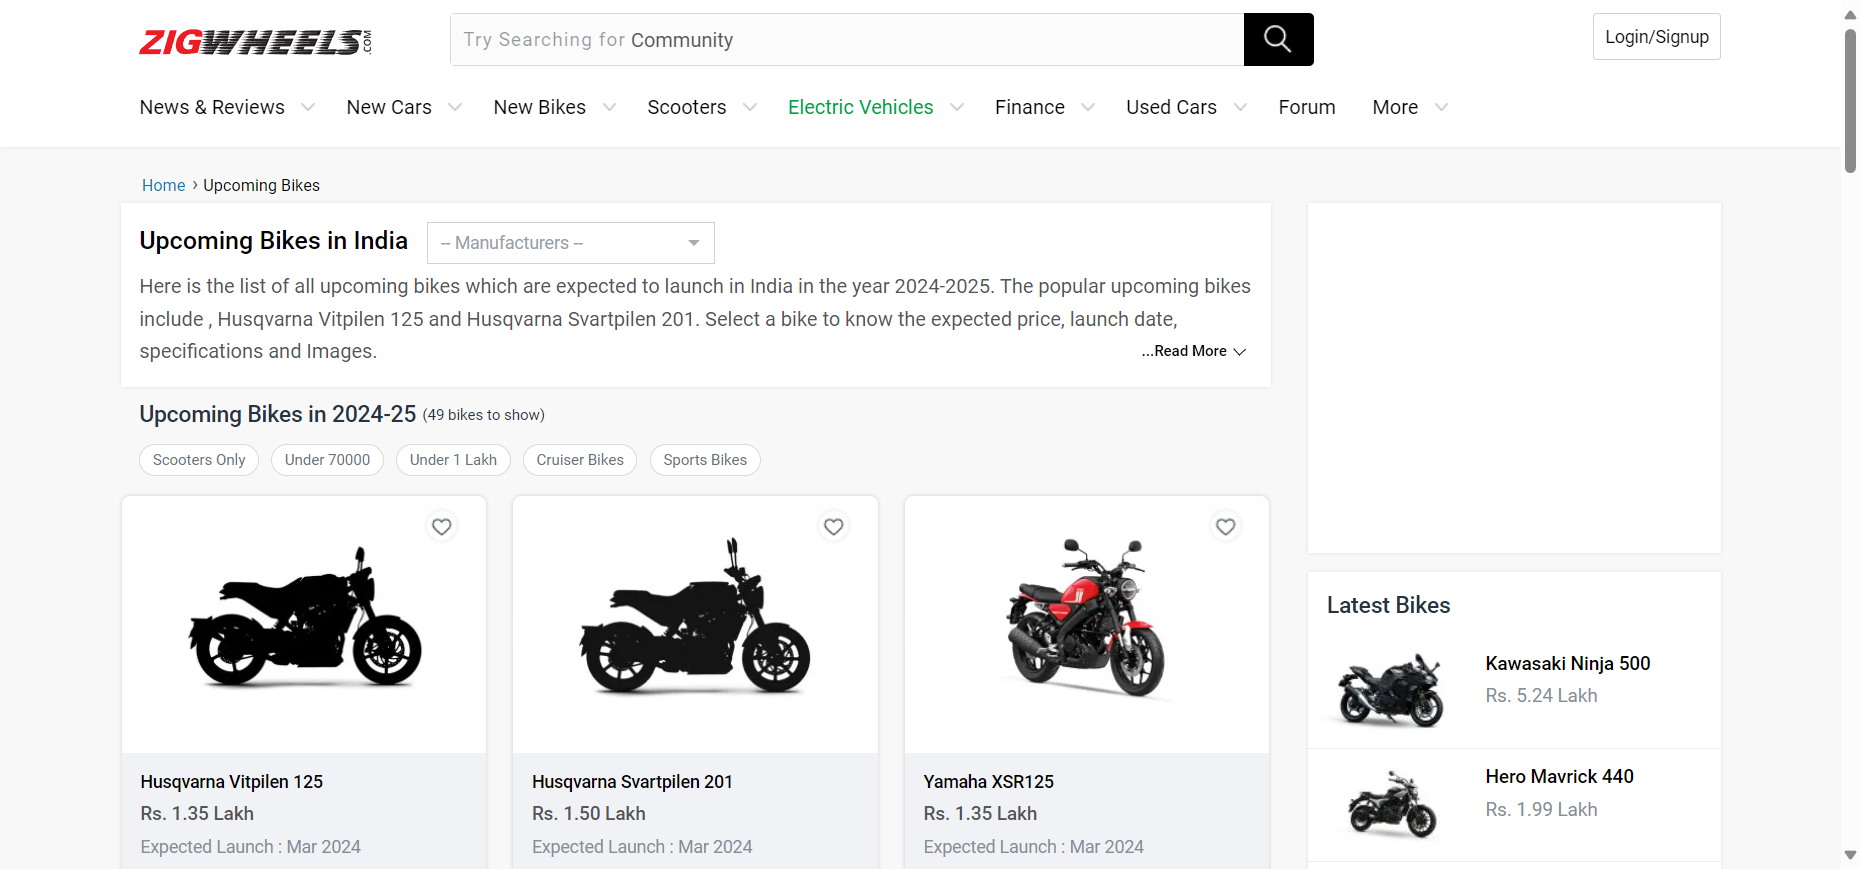 ZIGWHEELS.COM
Try Searching for Community
Login/Signup
News & Reviews New Cars New Bikes Scooters Electric Vehicles Finance Used Cars Forum More
Home › Upcoming Bikes
Upcoming Bikes in India
-- Manufacturers --
Here is the list of all upcoming bikes which are expected to launch in India in the year 2024-2025. The popular upcoming bikes
include , Husqvarna Vitpilen 125 and Husqvarna Svartpilen 201. Select a bike to know the expected price, launch date,
specifications and Images.
...Read More
Upcoming Bikes in 2024-25 (49 bikes to show)
Scooters Only Under 70000 Under 1 Lakh Cruiser Bikes Sports Bikes
Husqvarna Vitpilen 125
Rs. 1.35 Lakh
Expected Launch : Mar 2024
Husqvarna Svartpilen 201
Rs. 1.50 Lakh
Expected Launch : Mar 2024
Yamaha XSR125
Rs. 1.35 Lakh
Expected Launch : Mar 2024
Latest Bikes
Kawasaki Ninja 500
Rs. 5.24 Lakh
Hero Mavrick 440
Rs. 1.99 Lakh